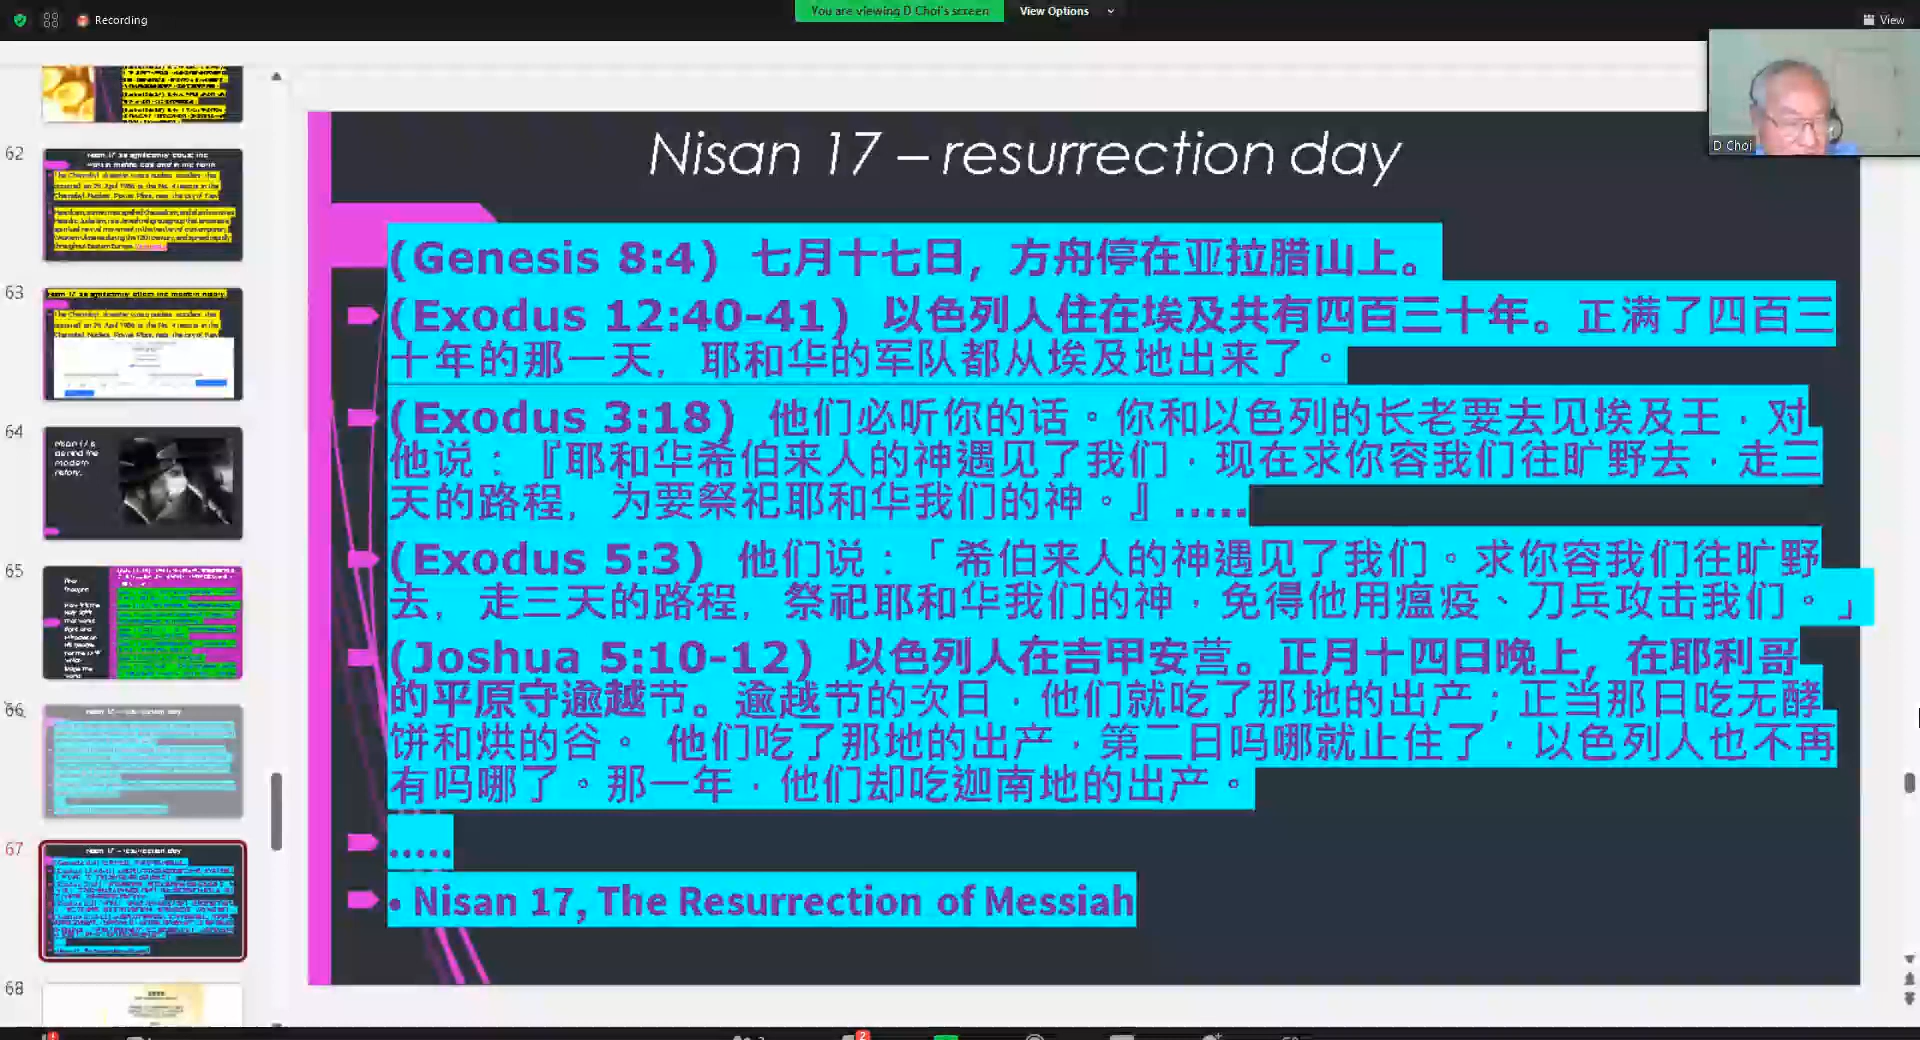 Recording
You are viewing D Choi's screen
View Options
View
D Choi
62
63
64
65
66
67
68
Nisan 17 – resurrection day
(Genesis 8:4) 七月十七日，方舟停在亚拉腊山上。
(Exodus 12:40-41) 以色列人住在埃及共有四百三十年。正满了四百三
十年的那一天，耶和华的军队都从埃及地出来了。
(Exodus 3:18) 他们必听你的话。你和以色列的长老要去见埃及王，对
他说：『耶和华希伯来人的神遇见了我们，现在求你容我们往旷野去，走三
天的路程，为要祭祀耶和华我们的神。』.....
(Exodus 5:3) 他们说：「希伯来人的神遇见了我们。求你容我们往旷野
去，走三天的路程，祭祀耶和华我们的神，免得他用瘟疫、刀兵攻击我们。」
(Joshua 5:10-12) 以色列人在吉甲安营。正月十四日晚上，在耶利哥
的平原守逾越节。逾越节的次日，他们就吃了那地的出产；正当那日吃无酵
饼和烘的谷。 他们吃了那地的出产，第二日吗哪就止住了，以色列人也不再
有吗哪了。那一年，他们却吃迦南地的出产。
.....
• Nisan 17, The Resurrection of Messiah